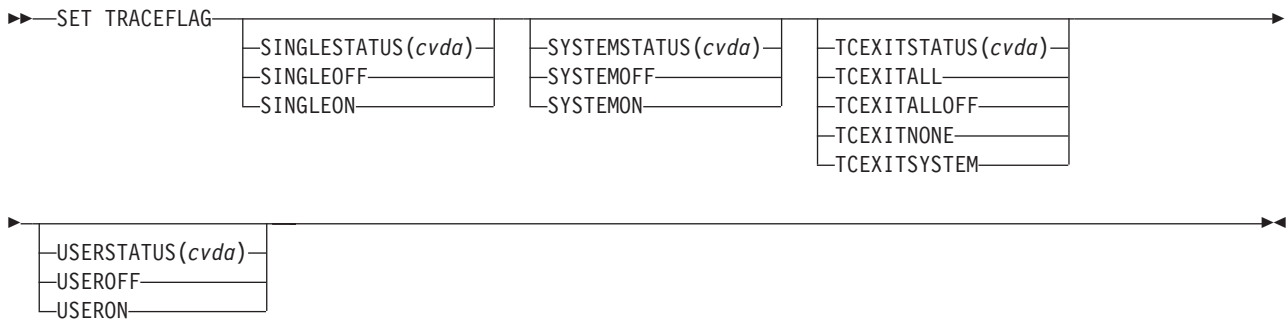 SET TRACEFLAG
SINGLESTATUS(cvda)
SINGLEOFF
SINGLEON
SYSTEMSTATUS(cvda)
SYSTEMOFF
SYSTEMON
TCEXITSTATUS(cvda)
TCEXITALL
TCEXITALLOFF
TCEXITNONE
TCEXITSYSTEM
USERSTATUS(cvda)
USEROFF
USERON